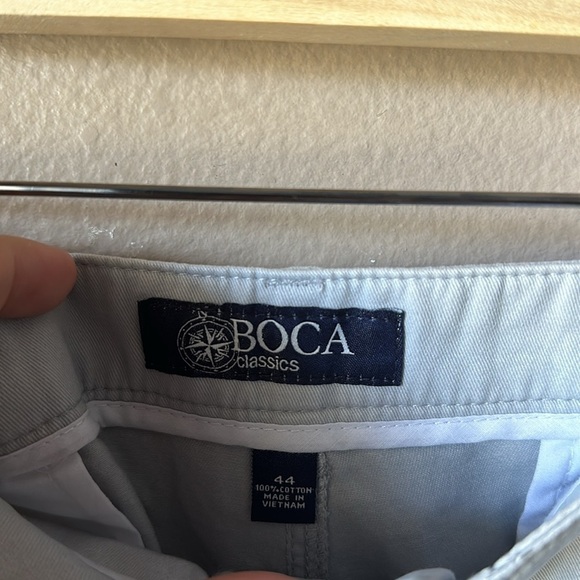 BOCA
classics
44
100% COTTON
MADE IN
VIETNAM